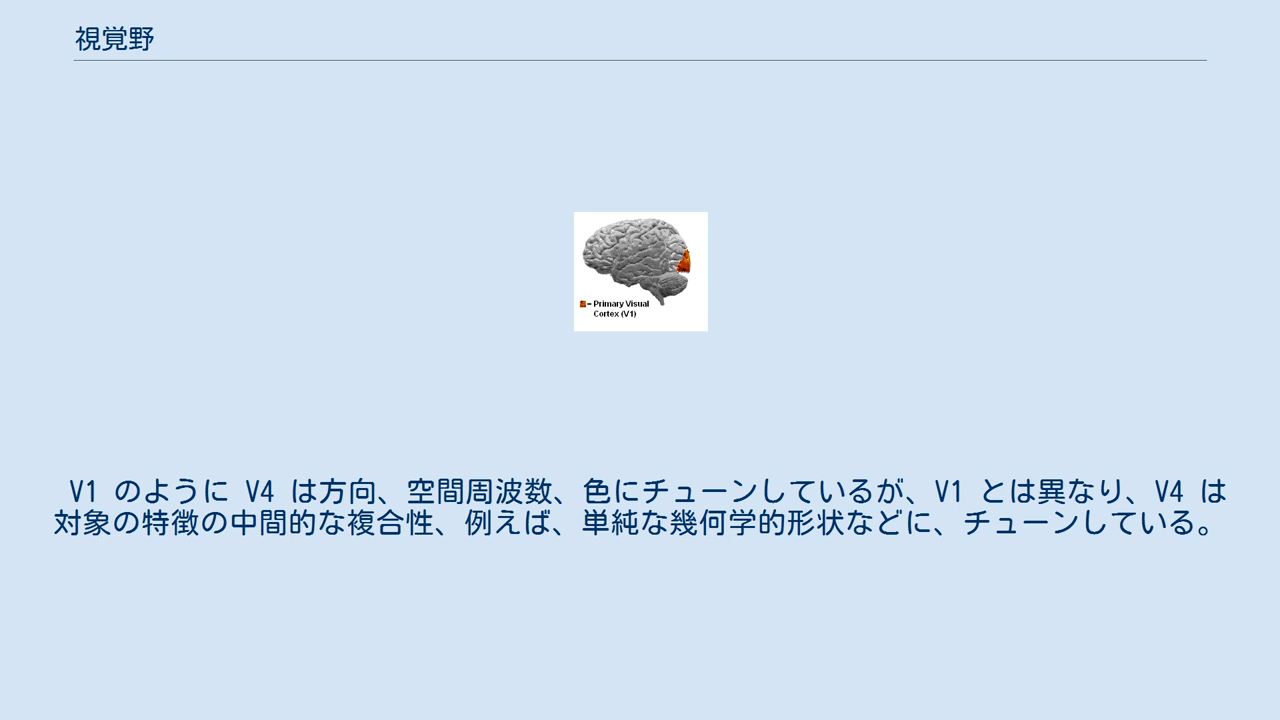 視覚野
= Primary Visual
Cortex (V1)
V1 のように V4 は方向、空間周波数、色にチューンしているが、V1 とは異なり、V4 は
対象の特徴の中間的な複合性、例えば、単純な幾何学的形状などに、チューンしている。